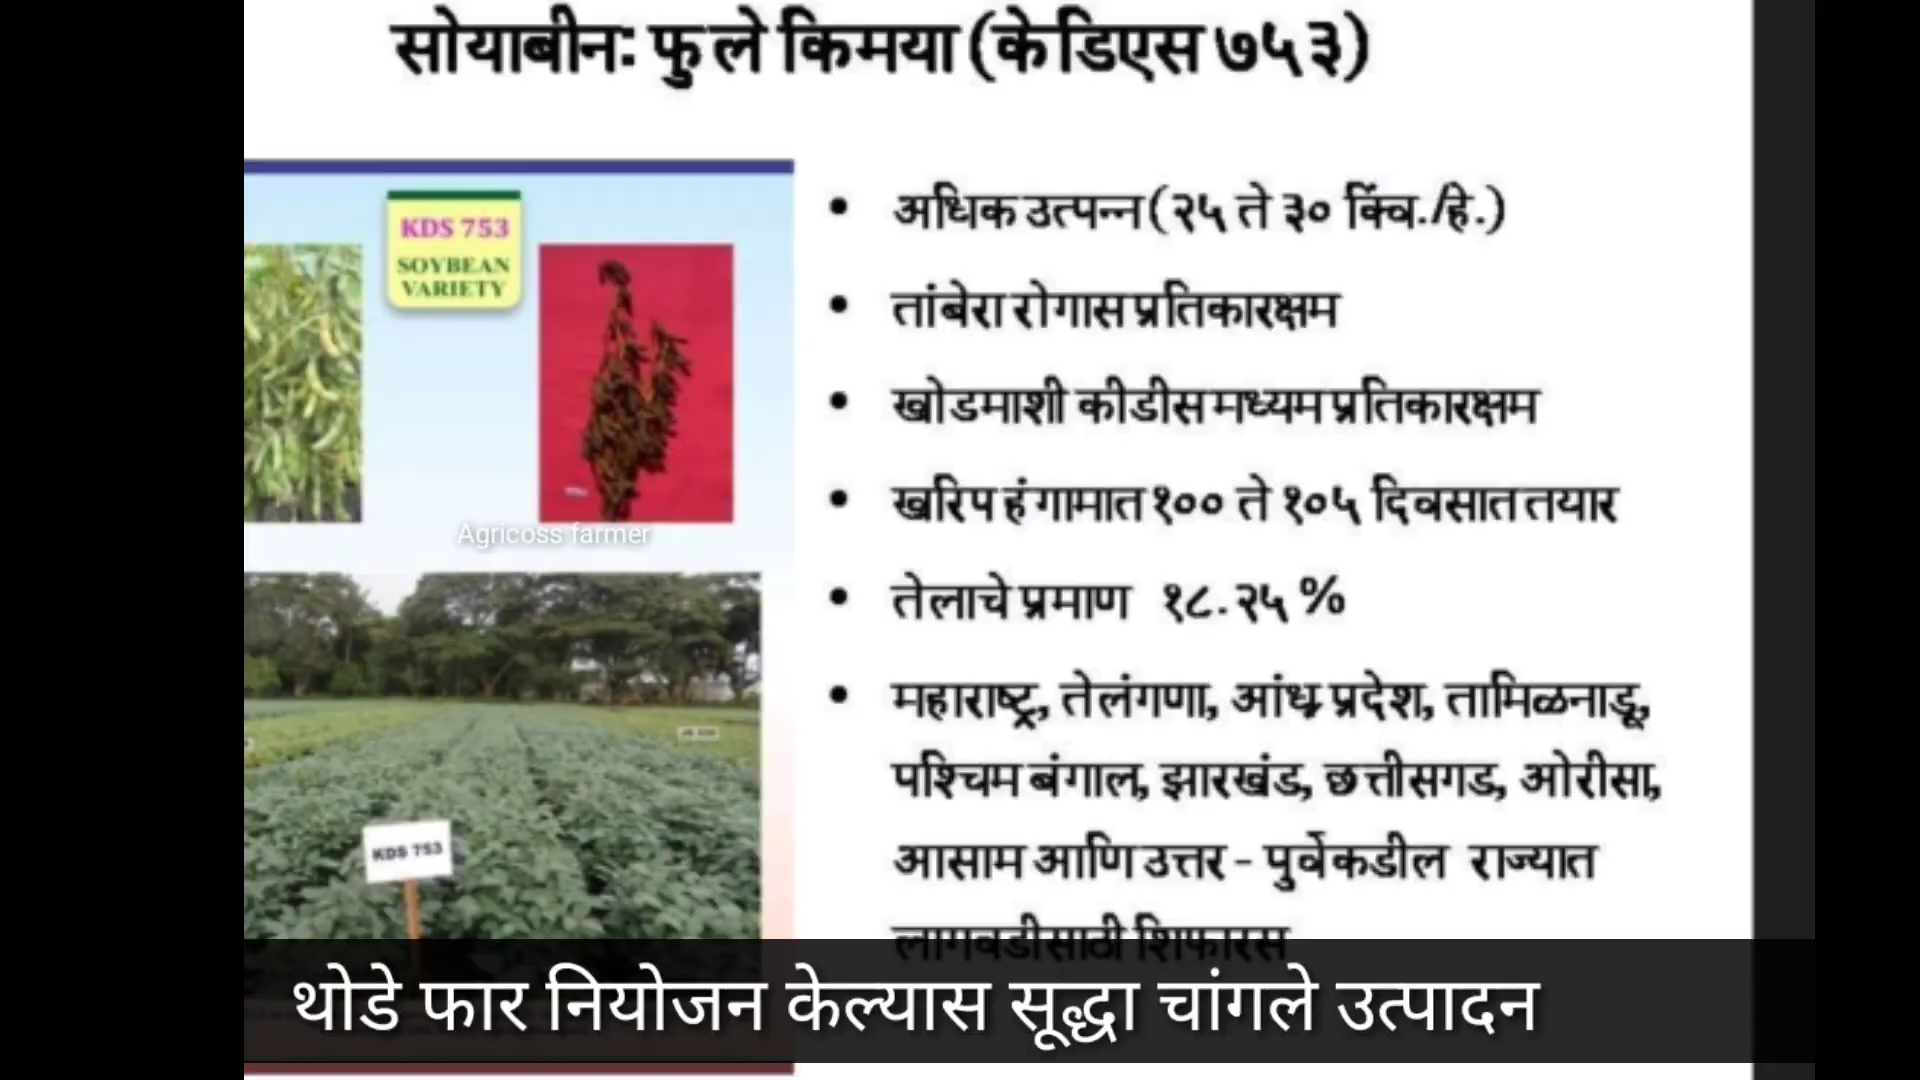 सोयाबीन: फुले किमया (केडिएस ७५३)
KDS 753
SOYBEAN
VARIETY
Agricoss farmer
KDS 753
• अधिक उत्पन्न (२५ ते ३० क्विं./हे.)
• तांबेरा रोगास प्रतिकारक्षम
• खोडमाशी कीडीस मध्यम प्रतिकारक्षम
• खरिप हंगामात १०० ते १०५ दिवसात तयार
• तेलाचे प्रमाण १८.२५ %
• महाराष्ट्र, तेलंगणा, आंध्र प्रदेश, तामिळनाडू,
पश्चिम बंगाल, झारखंड, छत्तीसगड, ओरीसा,
आसाम आणि उत्तर - पुर्वेकडील राज्यात
लागवडीसाठी शिफारस
थोडे फार नियोजन केल्यास सूद्धा चांगले उत्पादन